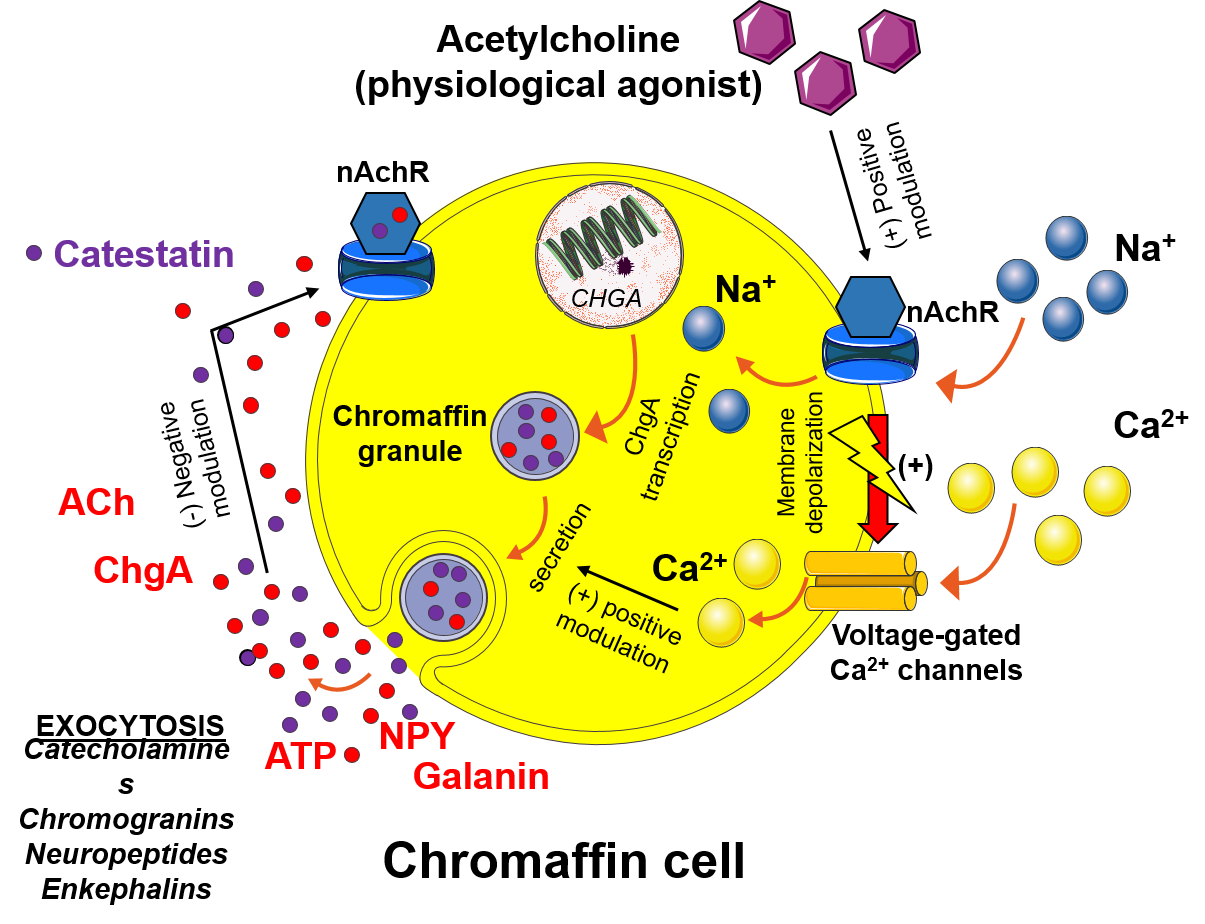 Acetylcholine
(physiological agonist)
(+) Positive
modulation
nAchR
Catestatin
Na⁺
CHGA
Na⁺
nAchR
Chromaffin
granule
ChgA
transcription
Membrane
depolarization
(+)
Ca²⁺
(-) Negative
modulation
ACh
ChgA
secretion
Ca²⁺
(+) positive
modulation
Voltage-gated
Ca²⁺ channels
EXOCYTOSIS
Catecholamine
s
Chromogranins
Neuropeptides
Enkephalins
ATP
NPY
Galanin
Chromaffin cell